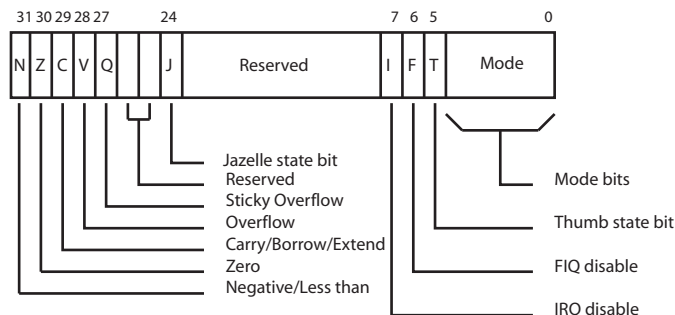 31 30 29 28 27 24 7 6 5 0
N Z C V Q J Reserved I F T Mode
Jazelle state bit
Reserved Mode bits
Sticky Overflow
Overflow Thumb state bit
Carry/Borrow/Extend
Zero FIQ disable
Negative/Less than
IRQ disable